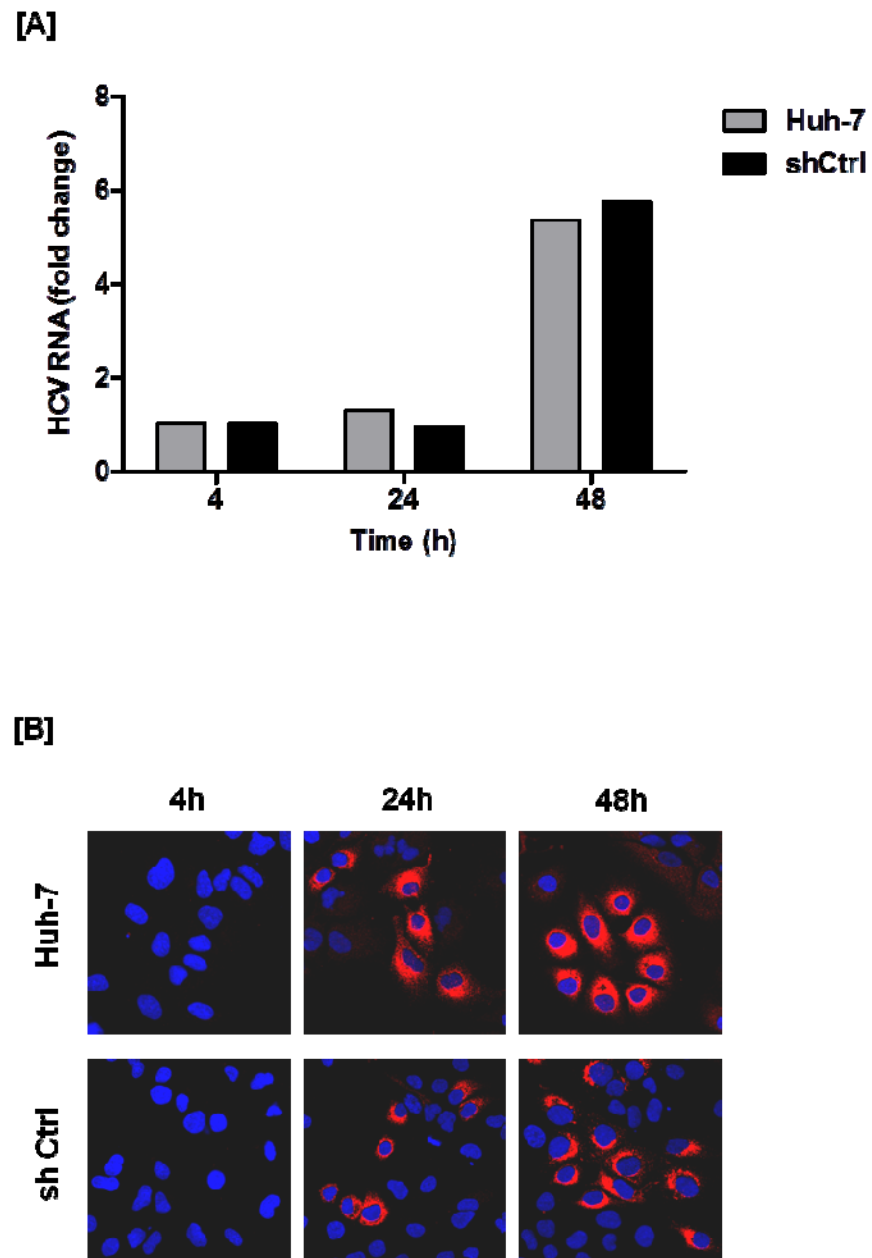 [A]
HCV RNA (fold change)
8
6
4
2
0
4 24 48
Time (h)
Huh-7
shCtrl
[B]
4h 24h 48h
Huh-7
sh Ctrl